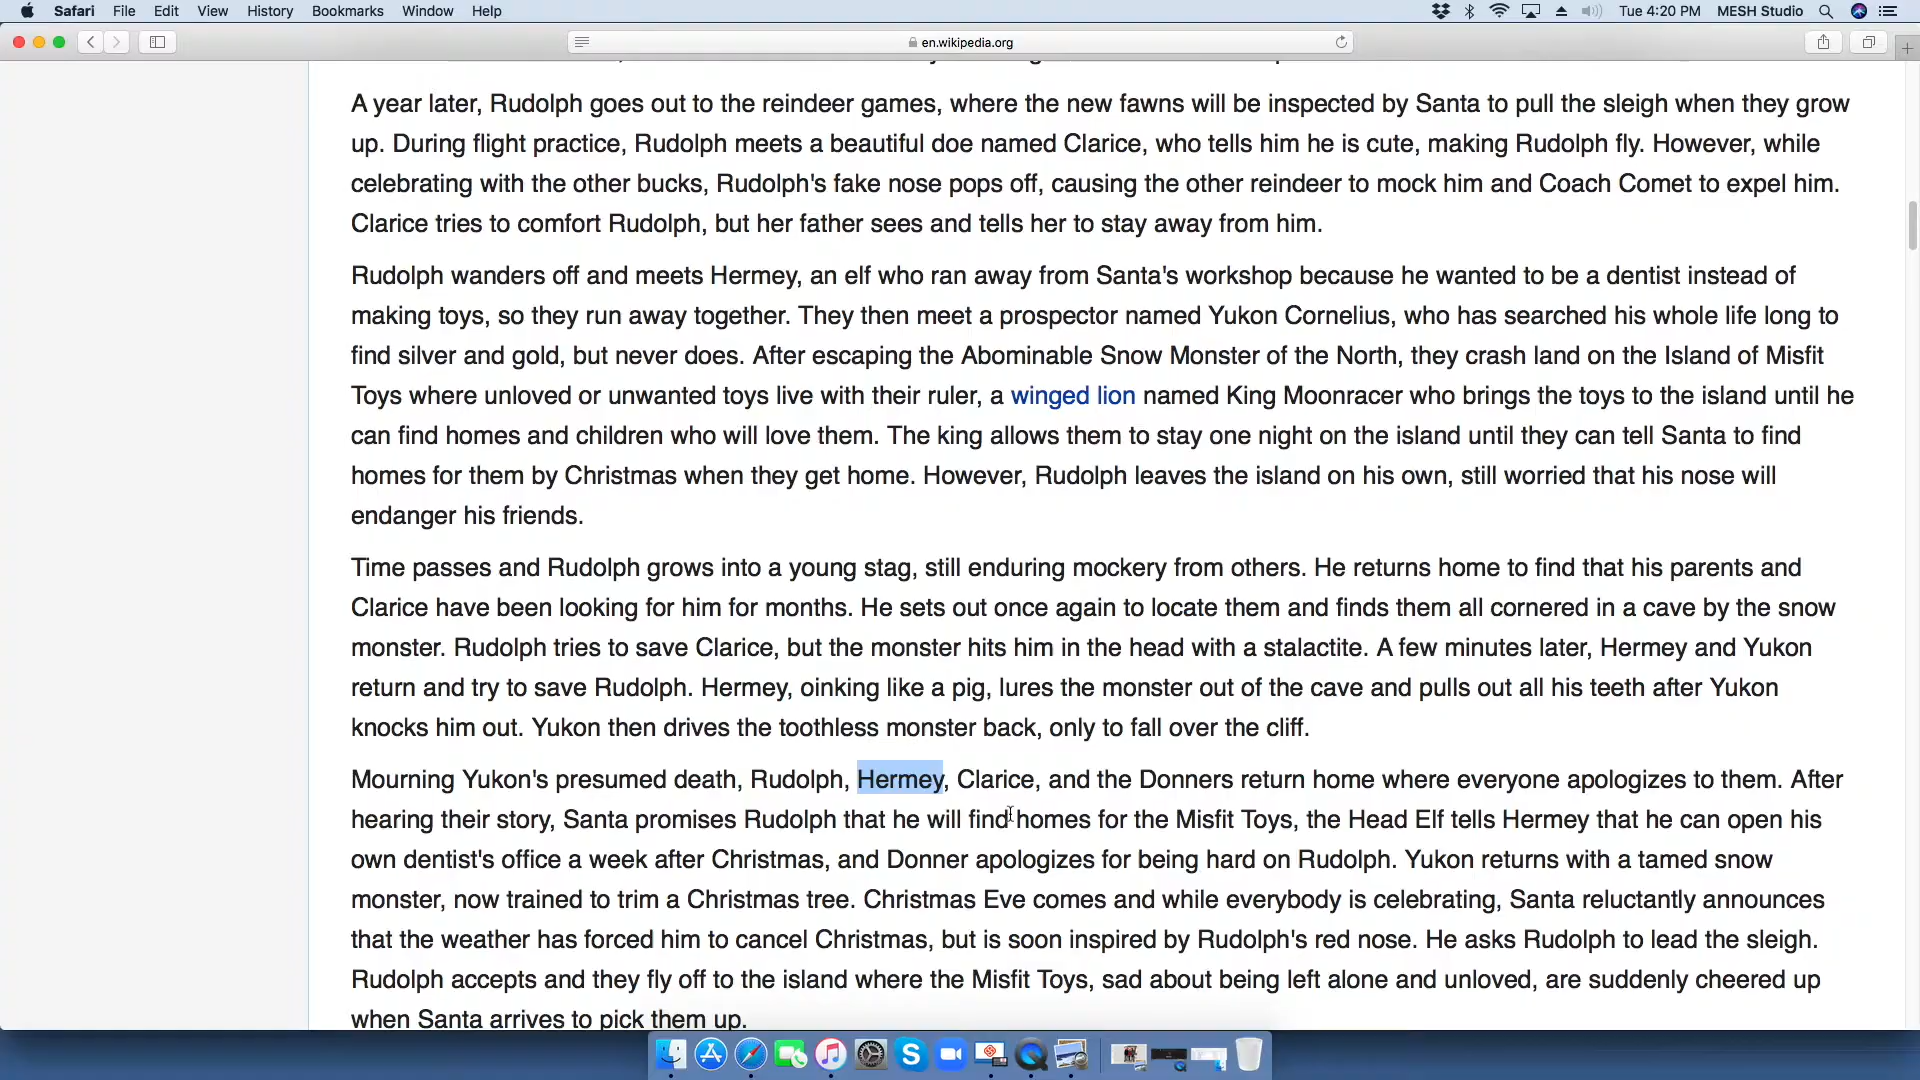 Safari File Edit View History Bookmarks Window Help Tue 4:20 PM MESH Studio
en.wikipedia.org
A year later, Rudolph goes out to the reindeer games, where the new fawns will be inspected by Santa to pull the sleigh when they grow
up. During flight practice, Rudolph meets a beautiful doe named Clarice, who tells him he is cute, making Rudolph fly. However, while
celebrating with the other bucks, Rudolph's fake nose pops off, causing the other reindeer to mock him and Coach Comet to expel him.
Clarice tries to comfort Rudolph, but her father sees and tells her to stay away from him.
Rudolph wanders off and meets Hermey, an elf who ran away from Santa's workshop because he wanted to be a dentist instead of
making toys, so they run away together. They then meet a prospector named Yukon Cornelius, who has searched his whole life long to
find silver and gold, but never does. After escaping the Abominable Snow Monster of the North, they crash land on the Island of Misfit
Toys where unloved or unwanted toys live with their ruler, a winged lion named King Moonracer who brings the toys to the island until he
can find homes and children who will love them. The king allows them to stay one night on the island until they can tell Santa to find
homes for them by Christmas when they get home. However, Rudolph leaves the island on his own, still worried that his nose will
endanger his friends.
Time passes and Rudolph grows into a young stag, still enduring mockery from others. He returns home to find that his parents and
Clarice have been looking for him for months. He sets out once again to locate them and finds them all cornered in a cave by the snow
monster. Rudolph tries to save Clarice, but the monster hits him in the head with a stalactite. A few minutes later, Hermey and Yukon
return and try to save Rudolph. Hermey, oinking like a pig, lures the monster out of the cave and pulls out all his teeth after Yukon
knocks him out. Yukon then drives the toothless monster back, only to fall over the cliff.
Mourning Yukon's presumed death, Rudolph, Hermey, Clarice, and the Donners return home where everyone apologizes to them. After
hearing their story, Santa promises Rudolph that he will find homes for the Misfit Toys, the Head Elf tells Hermey that he can open his
own dentist's office a week after Christmas, and Donner apologizes for being hard on Rudolph. Yukon returns with a tamed snow
monster, now trained to trim a Christmas tree. Christmas Eve comes and while everybody is celebrating, Santa reluctantly announces
that the weather has forced him to cancel Christmas, but is soon inspired by Rudolph's red nose. He asks Rudolph to lead the sleigh.
Rudolph accepts and they fly off to the island where the Misfit Toys, sad about being left alone and unloved, are suddenly cheered up
when Santa arrives to pick them up.